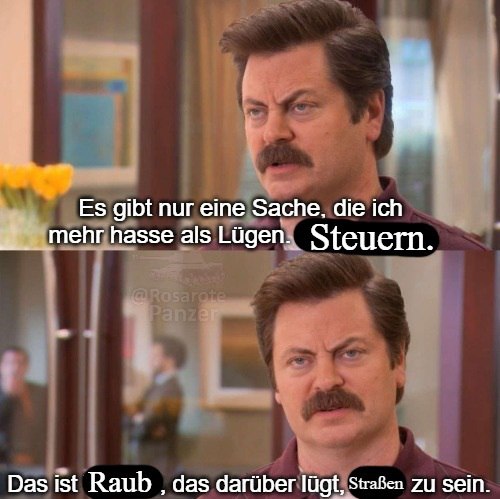 Es gibt nur eine Sache, die ich
mehr hasse als Lügen. Steuern.
@Rosarote
Panzer
Das ist Raub, das darüber lügt, Straßen zu sein.